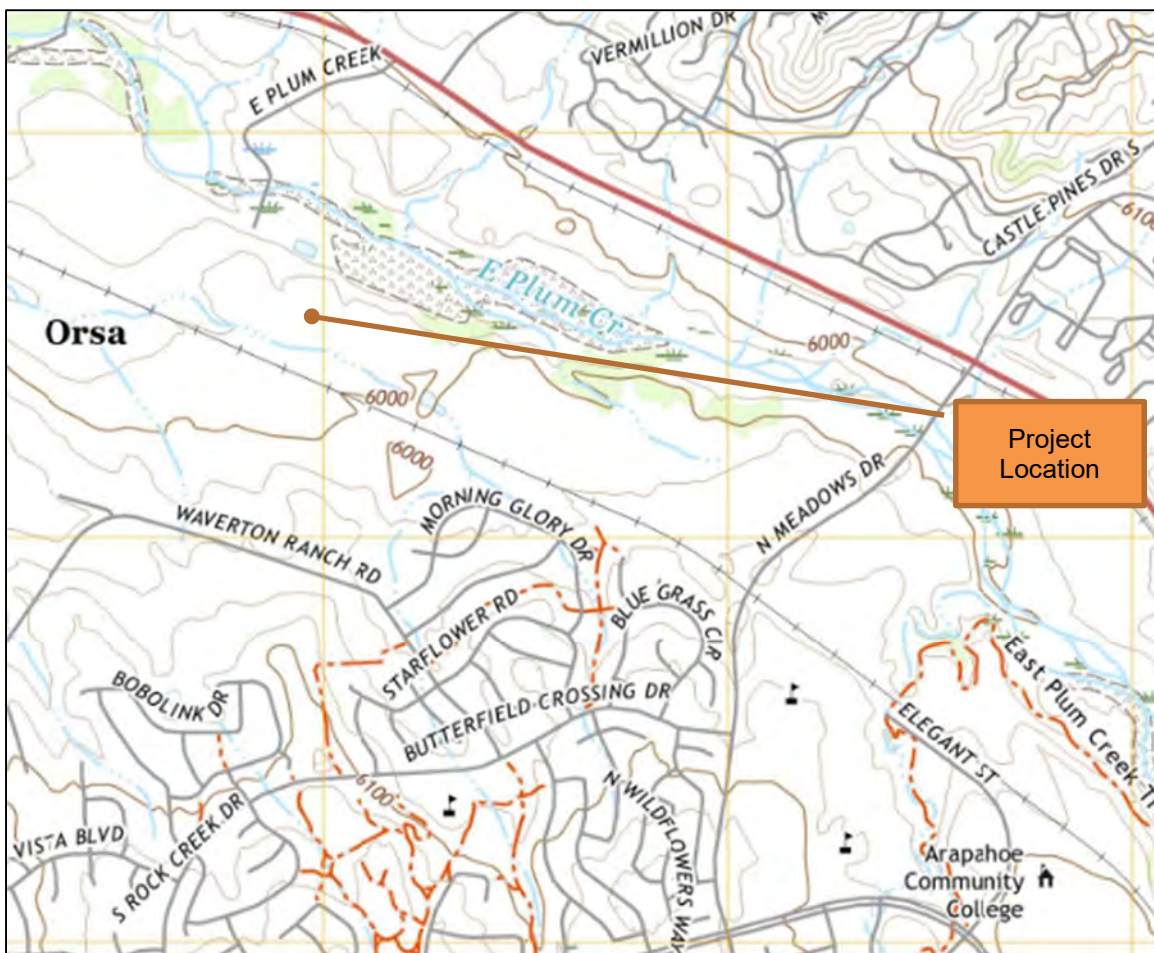 VERMILLION DR
M
E PLUM CREEK
CASTLE PINES DR S
6100
E Plum Cr
Orsa
6000
6000
6000
Project
Location
N MEADOWS DR
MORNING GLORY DR
WAVERTON RANCH RD
BLUE GRASS CIR
STARFLOWER RD
East Plum Creek Tr
BOBOLINK DR
BUTTERFIELD CROSSING DR
ELEGANT ST
N WILDFLOWERS WAY
6100
VISTA BLVD
S ROCK CREEK DR
Arapahoe
Community
College